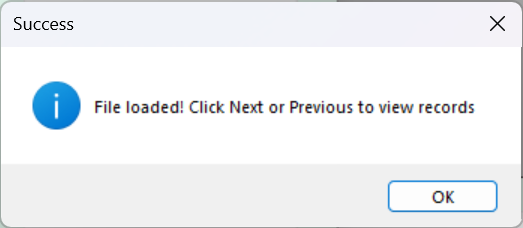 Success
File loaded! Click Next or Previous to view records
OK